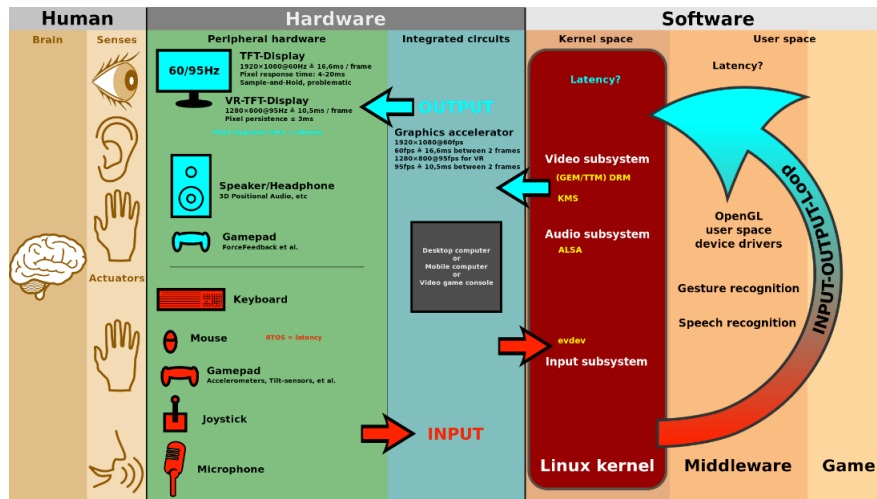 Human
Hardware
Software
Brain
Senses
Peripheral hardware
Integrated circuits
Kernel space
User space
60/95Hz
TFT-Display
1920×1080@60Hz ≙ 16,6ms / frame
Pixel response time: 4-20ms
Sample-and-Hold, problematic
VR-TFT-Display
1280×800@95Hz ≙ 10,5ms / frame
Pixel persistence ≤ 3ms
OUTPUT
Graphics accelerator
1920×1080@60fps
60fps ≙ 16,6ms between 2 frames
1280×800@95fps for VR
95fps ≙ 10,5ms between 2 frames
Latency?
Latency?
Video subsystem
(GEM/TTM) DRM
KMS
Audio subsystem
ALSA
Speaker/Headphone
3D Positional Audio, etc
Gamepad
ForceFeedback et al.
Desktop computer
or
Mobile computer
or
Video game console
OpenGL
user space
device drivers
Gesture recognition
Speech recognition
INPUT-OUTPUT-Loop
Actuators
Keyboard
Mouse
RTOS = latency
Gamepad
Accelerometers, Tilt-sensors, et al.
Joystick
Microphone
INPUT
evdev
Input subsystem
Linux kernel
Middleware
Game